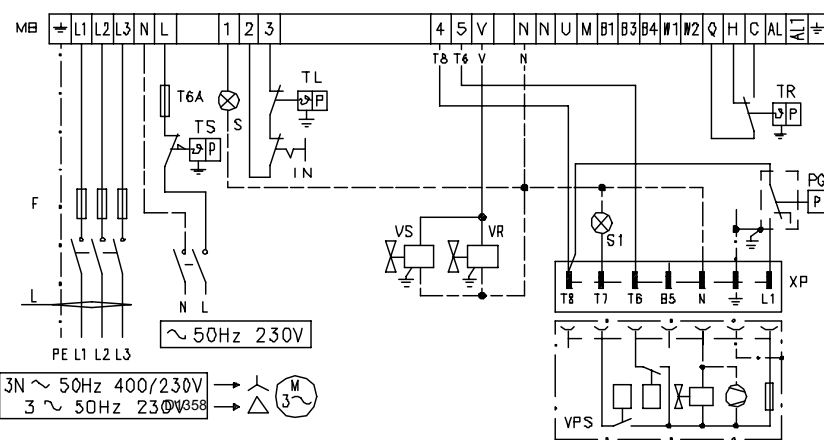 MB L1 L2 L3 N L 1 2 3 4 5 V N N U M B1 B3 B4 W1 W2 Q H C AL AL1
T8 T6 V N
TL
T6A
ϑ P
TR
S
ϑ P
TS
ϑ P
IN
PG
P
F
VS VR
S1
L
XP
N L
T8 T7 T6 B5 N L1
∼ 50Hz 230V
PE L1 L2 L3
3N ∼ 50Hz 400/230V
M
3∼
3 ∼ 50Hz 230V
D1358
VPS